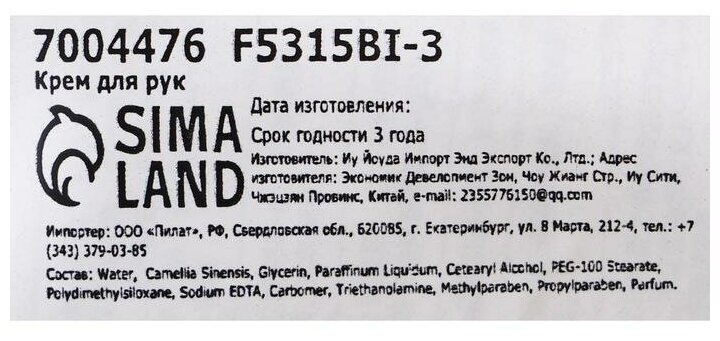 7004476 F5315BI-3
Крем для рук
SIMA
LAND
Дата изготовления:
Срок годности 3 года
Изготовитель: Иу Йоуда Импорт Энд Экспорт Ко., Лтд.; Адрес
изготовителя: Экономик Девелопмент Зон, Чоу Жианг Стр., Иу Сити,
Чжэцзян Провинс, Китай, e-mail: 2355776150@qq.com
Импортер: ООО «Пилат», РФ, Свердловская обл., 620085, г. Екатеринбург, ул. 8 Марта, 212-4, тел.: +7
(343) 379-03-85
Состав: Water, Camellia Sinensis, Glycerin, Paraffinum Liquidum, Cetearyl Alcohol, PEG-100 Stearate,
Polydimethylsiloxane, Sodium EDTA, Carbomer, Triethanolamine, Methylparaben, Propylparaben, Parfum.